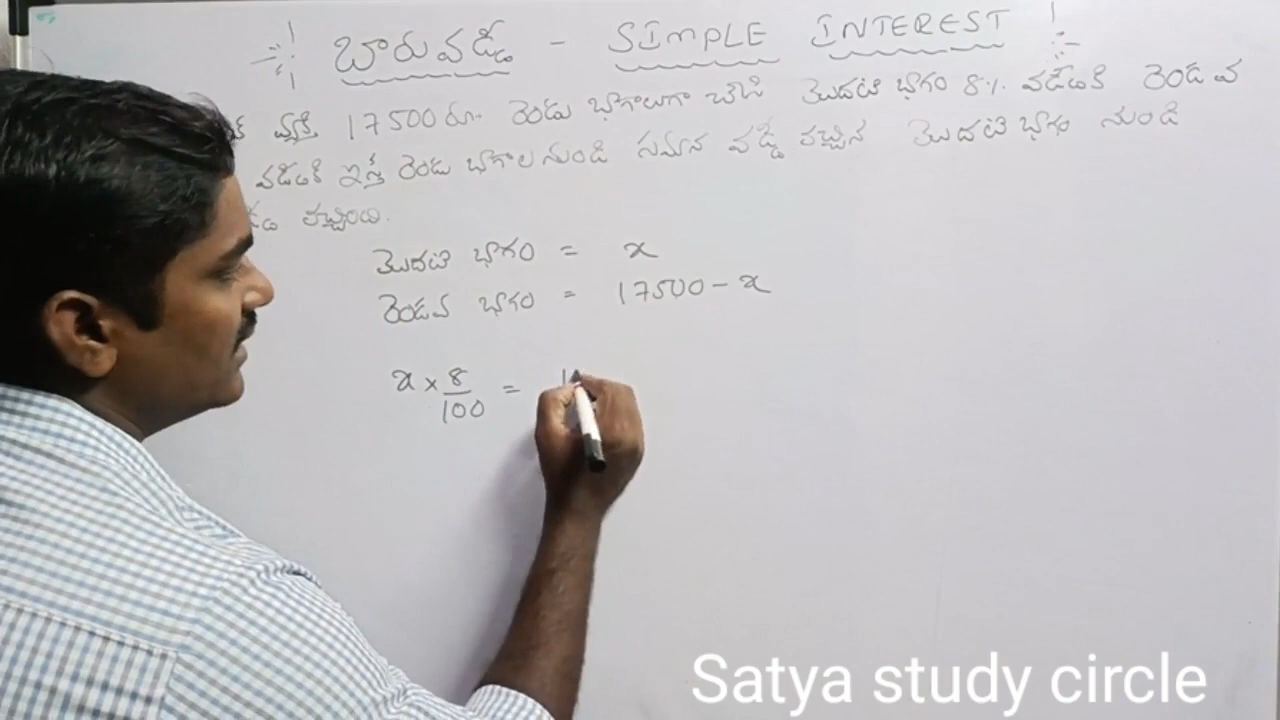 బారువడ్డీ - SIMPLE INTEREST
వ్యక్తి 17500 రూ. రెండు భాగాలుగా చేసి మొదటి భాగం 8% వడ్డీకి రెండవ
వడ్డీకి ఇస్తే రెండు భాగాల నుండి సమాన వడ్డీ వచ్చిన మొదటి భాగం నుండి
వచ్చింది.
మొదటి భాగం = x
రెండవ భాగం = 17500 - x
x × 8/100 =
Satya study circle